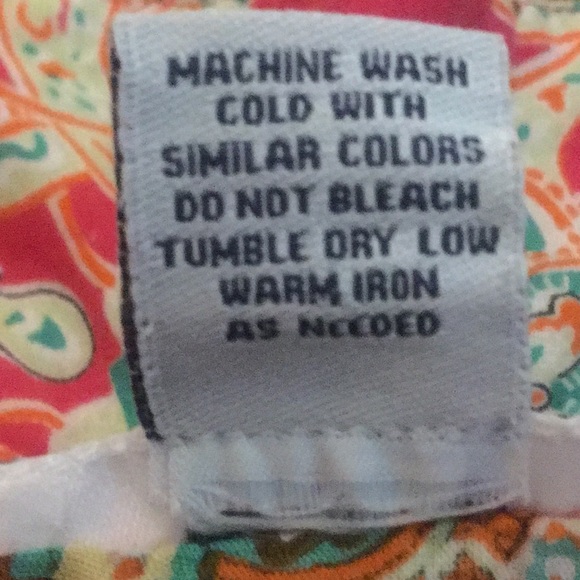 MACHINE WASH
COLD WITH
SIMILAR COLORS
DO NOT BLEACH
TUMBLE DRY LOW
WARM IRON
AS NEEDED